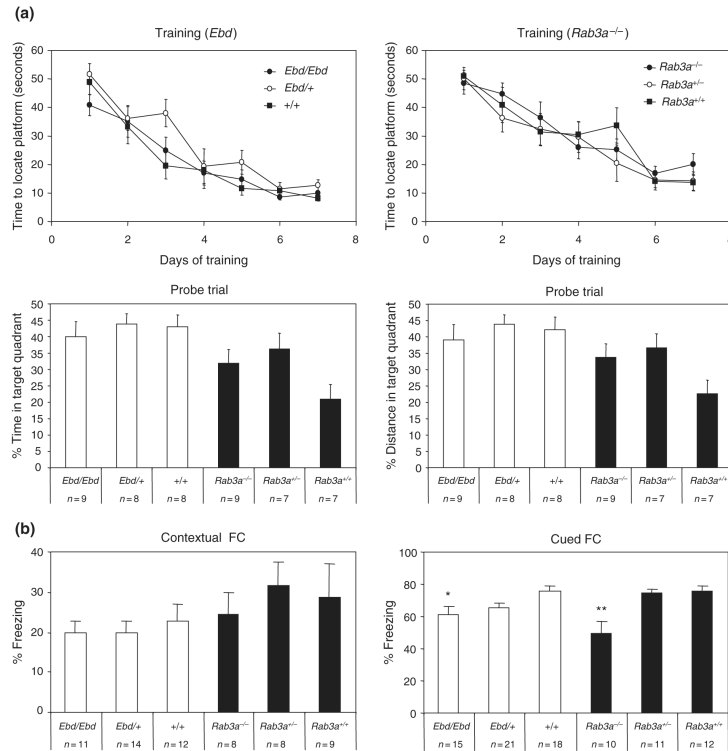 (a)
Training (Ebd)
Time to locate platform (seconds)
60
50
40
30
20
10
0
Ebd/Ebd
Ebd/+
+/+
0 2 4 6 8
Days of training
Training (Rab3a–/–)
Time to locate platform (seconds)
60
50
40
30
20
10
0
Rab3a–/–
Rab3a+/–
Rab3a+/+
0 2 4 6 8
Days of training
Probe trial
% Time in target quadrant
50
45
40
35
30
25
20
15
10
5
0
Ebd/Ebd Ebd/+ +/+ Rab3a–/– Rab3a+/– Rab3a+/+
n=9 n=8 n=8 n=9 n=7 n=7
Probe trial
% Distance in target quadrant
50
45
40
35
30
25
20
15
10
5
0
Ebd/Ebd Ebd/+ +/+ Rab3a–/– Rab3a+/– Rab3a+/+
n=9 n=8 n=8 n=9 n=7 n=7
(b)
Contextual FC
% Freezing
40
30
20
10
0
Ebd/Ebd Ebd/+ +/+ Rab3a–/– Rab3a+/– Rab3a+/+
n=11 n=14 n=12 n=8 n=8 n=9
Cued FC
% Freezing
100
80
60
40
20
0
* **
Ebd/Ebd Ebd/+ +/+ Rab3a–/– Rab3a+/– Rab3a+/+
n=15 n=21 n=18 n=10 n=11 n=12